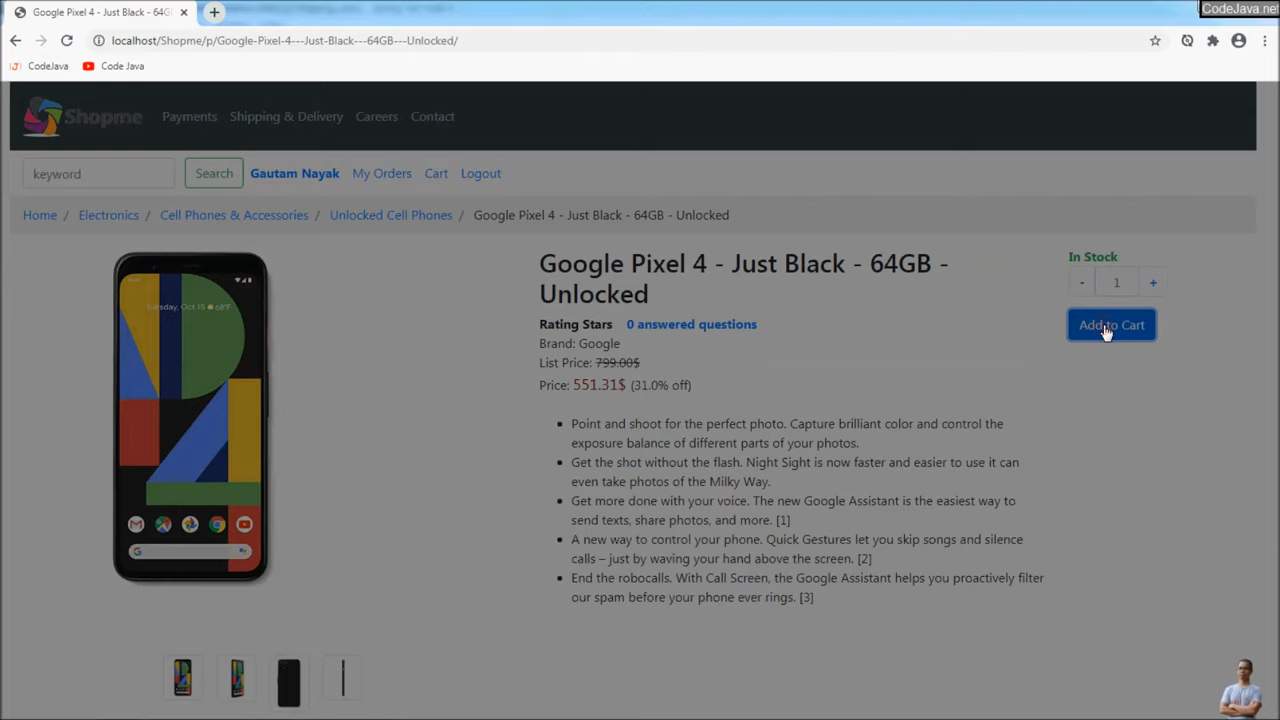 CodeJava.net
Google Pixel 4 - Just Black - 64G
localhost/Shopme/p/Google-Pixel-4---Just-Black---64GB---Unlocked/
CodeJava Code Java
Shopme Payments Shipping & Delivery Careers Contact
keyword Search Gautam Nayak My Orders Cart Logout
Home / Electronics / Cell Phones & Accessories / Unlocked Cell Phones / Google Pixel 4 - Just Black - 64GB - Unlocked
Tuesday, Oct 15 68°F
Google Pixel 4 - Just Black - 64GB -
Unlocked
Rating Stars 0 answered questions
Brand: Google
List Price: 799.00$
Price: 551.31$ (31.0% off)
In Stock
- 1 +
Add to Cart
• Point and shoot for the perfect photo. Capture brilliant color and control the
exposure balance of different parts of your photos.
• Get the shot without the flash. Night Sight is now faster and easier to use it can
even take photos of the Milky Way.
• Get more done with your voice. The new Google Assistant is the easiest way to
send texts, share photos, and more. [1]
• A new way to control your phone. Quick Gestures let you skip songs and silence
calls – just by waving your hand above the screen. [2]
• End the robocalls. With Call Screen, the Google Assistant helps you proactively filter
our spam before your phone ever rings. [3]